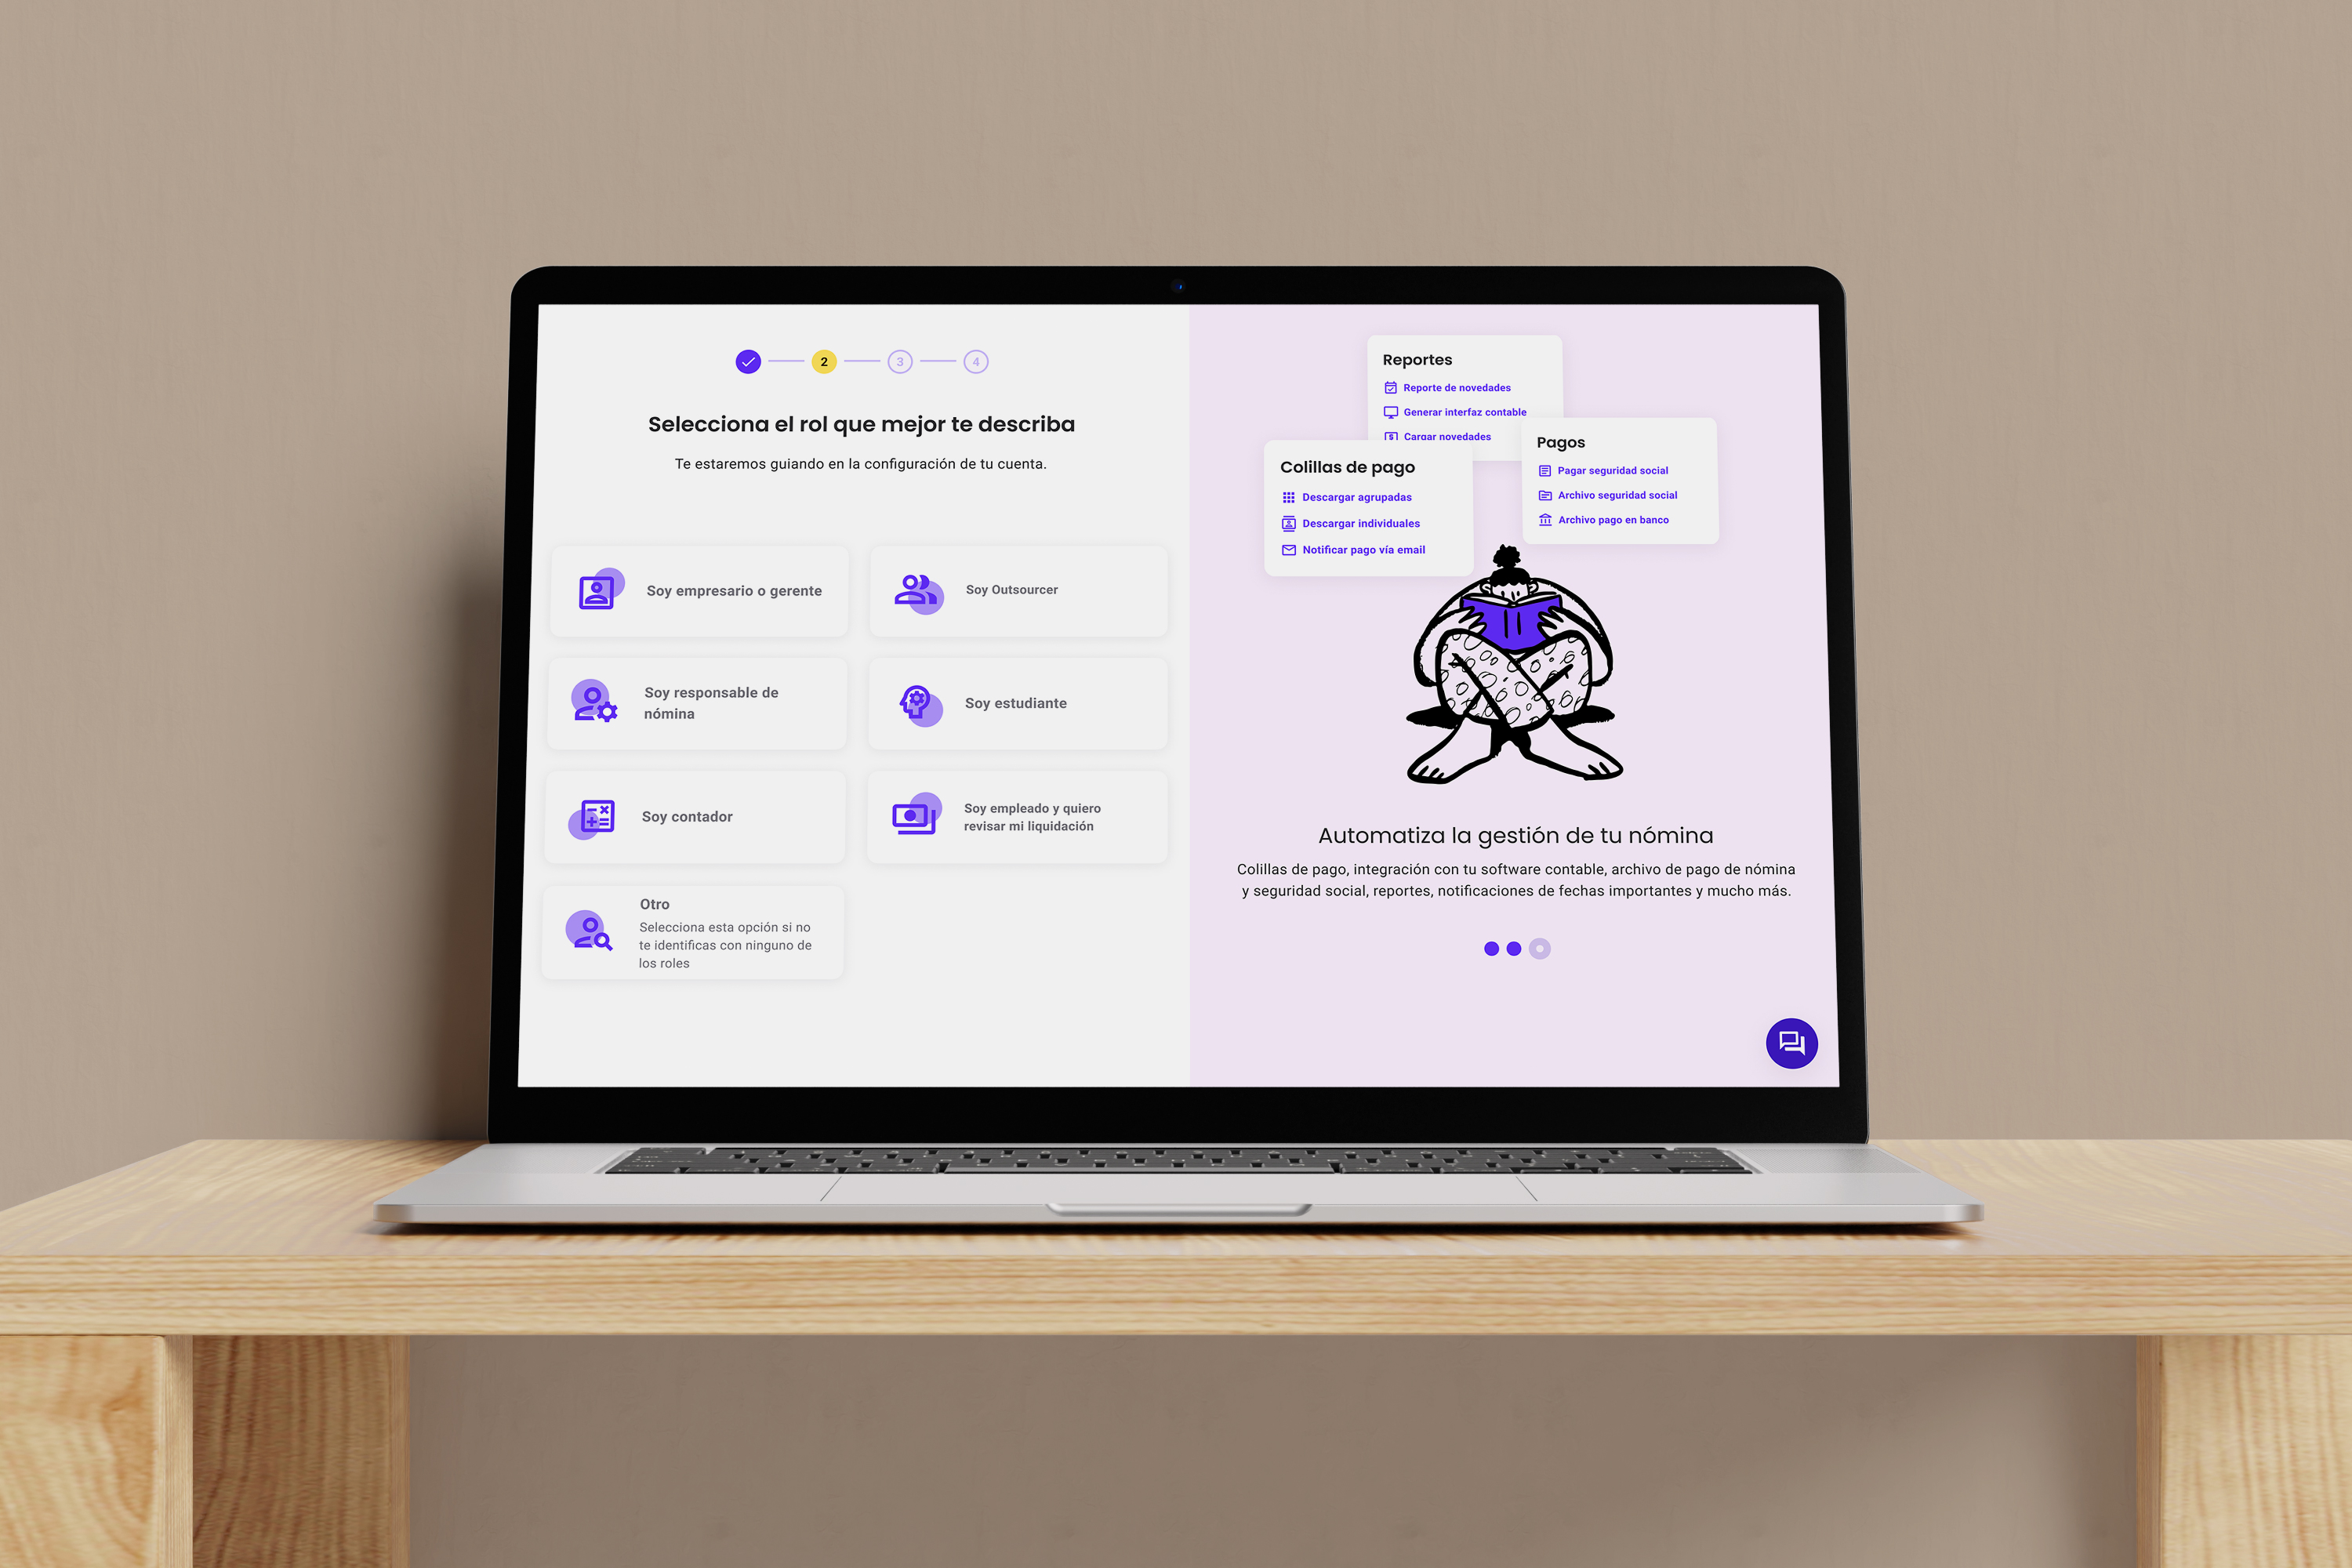 2
3
4
Selecciona el rol que mejor te describa
Te estaremos guiando en la configuración de tu cuenta.
Soy empresario o gerente
Soy Outsourcer
Soy responsable de
nómina
Soy estudiante
Soy contador
Soy empleado y quiero
revisar mi liquidación
Otro
Selecciona esta opción si no
te identificas con ninguno de
los roles
Reportes
Reporte de novedades
Generar interfaz contable
Cargar novedades
Colillas de pago
Descargar agrupadas
Descargar individuales
Notificar pago vía email
Pagos
Pagar seguridad social
Archivo seguridad social
Archivo pago en banco
Automatiza la gestión de tu nómina
Colillas de pago, integración con tu software contable, archivo de pago de nómina
y seguridad social, reportes, notificaciones de fechas importantes y mucho más.